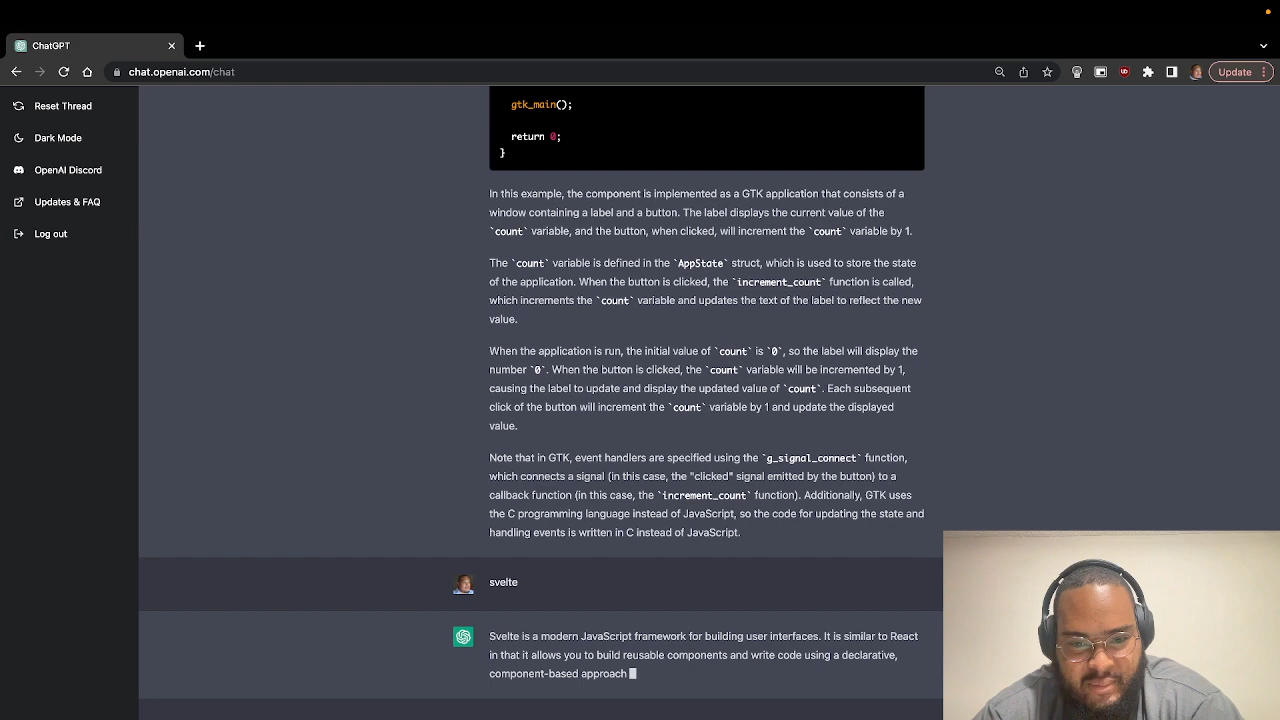 ChatGPT
chat.openai.com/chat
Update
Reset Thread
Dark Mode
OpenAI Discord
Updates & FAQ
Log out
gtk_main();
return 0;
}
In this example, the component is implemented as a GTK application that consists of a
window containing a label and a button. The label displays the current value of the
`count` variable, and the button, when clicked, will increment the `count` variable by 1.
The `count` variable is defined in the `AppState` struct, which is used to store the state
of the application. When the button is clicked, the `increment_count` function is called,
which increments the `count` variable and updates the text of the label to reflect the new
value.
When the application is run, the initial value of `count` is `0`, so the label will display the
number `0`. When the button is clicked, the `count` variable will be incremented by 1,
causing the label to update and display the updated value of `count`. Each subsequent
click of the button will increment the `count` variable by 1 and update the displayed
value.
Note that in GTK, event handlers are specified using the `g_signal_connect` function,
which connects a signal (in this case, the "clicked" signal emitted by the button) to a
callback function (in this case, the `increment_count` function). Additionally, GTK uses
the C programming language instead of JavaScript, so the code for updating the state and
handling events is written in C instead of JavaScript.
svelte
Svelte is a modern JavaScript framework for building user interfaces. It is similar to React
in that it allows you to build reusable components and write code using a declarative,
component-based approach